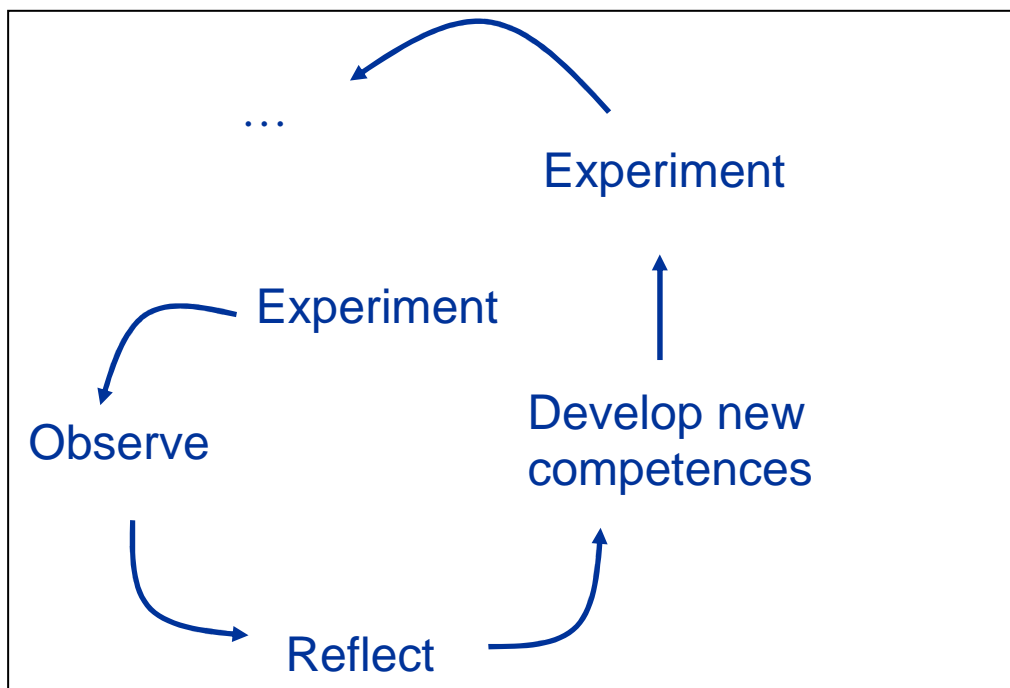 …
Experiment
Experiment
Observe
Develop new
competences
Reflect